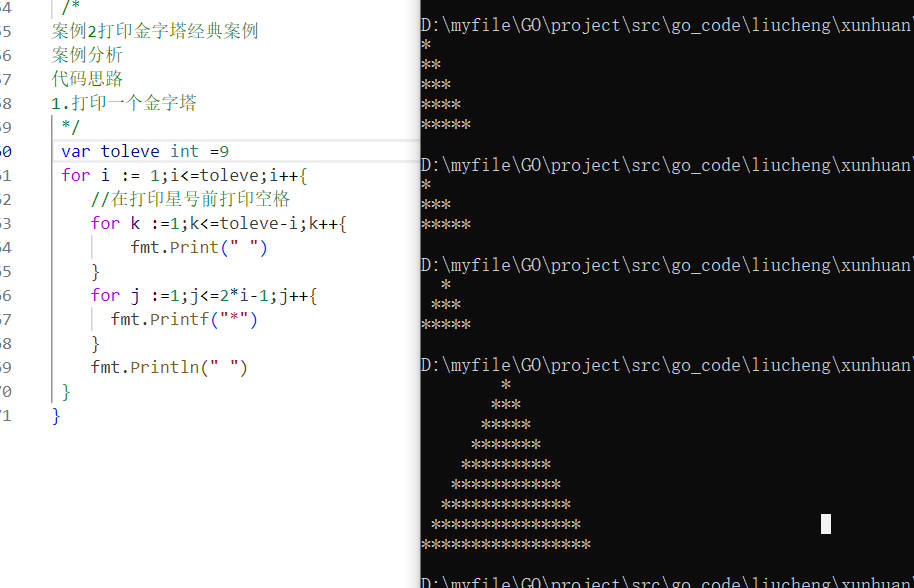 54 /*
55 案例2打印金字塔经典案例
56 案例分析
57 代码思路
58 1.打印一个金字塔
59 */
60 var toleve int =9
61 for i := 1;i<=toleve;i++{
62 //在打印星号前打印空格
63 for k :=1;k<=toleve-i;k++{
64 fmt.Print(" ")
65 }
66 for j :=1;j<=2*i-1;j++{
67 fmt.Printf("*")
68 }
69 fmt.Println(" ")
70 }
71 }
D:\myfile\GO\project\src\go_code\liucheng\xunhuan
*
**
***
****
*****
D:\myfile\GO\project\src\go_code\liucheng\xunhuan
*
***
*****
D:\myfile\GO\project\src\go_code\liucheng\xunhuan
*
***
*****
D:\myfile\GO\project\src\go_code\liucheng\xunhuan
*
***
*****
*******
*********
***********
*************
***************
*****************
D:\myfile\GO\project\src\go_code\liucheng\xunhuan